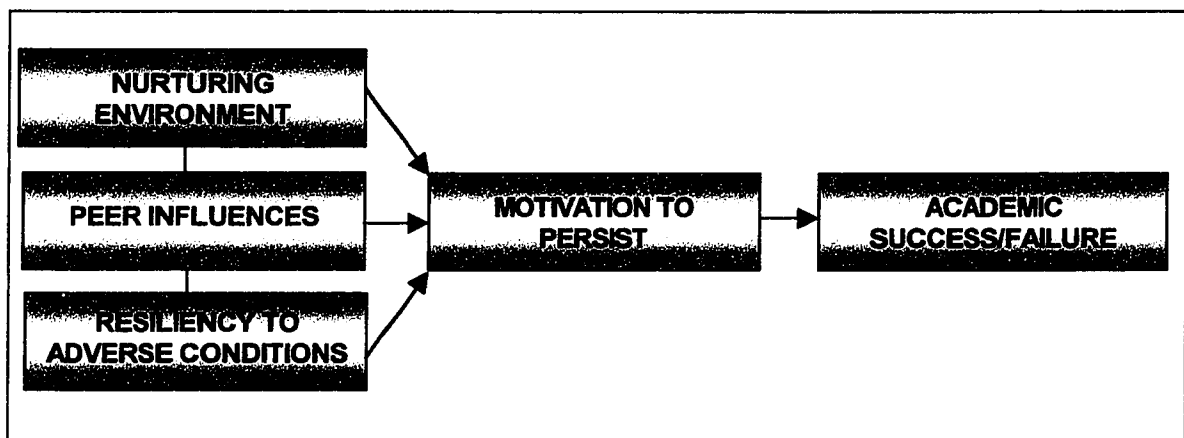 NURTURING
ENVIRONMENT
PEER INFLUENCES
RESILIENCY TO
ADVERSE CONDITIONS
MOTIVATION TO
PERSIST
ACADEMIC
SUCCESS/FAILURE